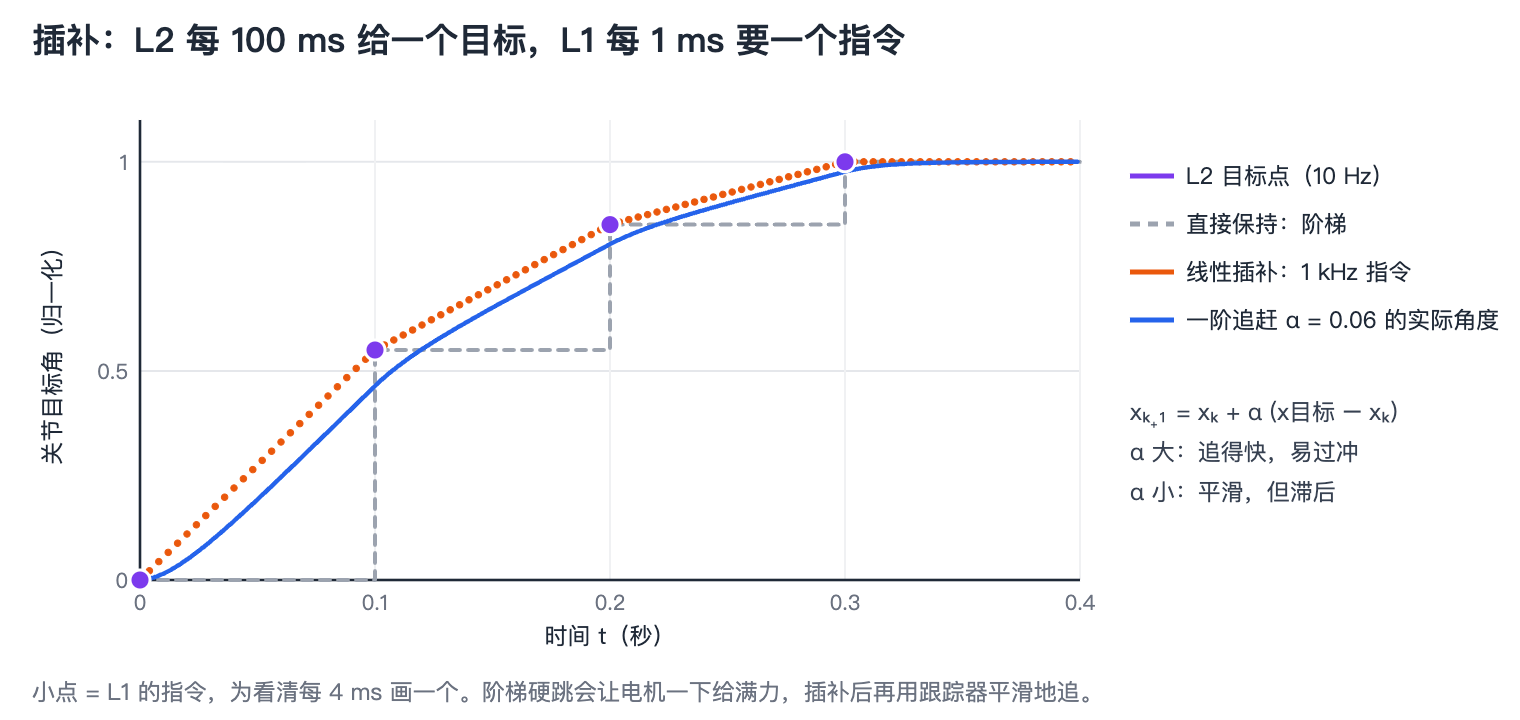 插补：L2 每 100 ms 给一个目标，L1 每 1 ms 要一个指令
1
0.5
0
关节目标角（归一化）
0
0.1
0.2
0.3
0.4
时间 t（秒）
L2 目标点（10 Hz）
直接保持：阶梯
线性插补：1 kHz 指令
一阶追赶 α = 0.06 的实际角度
xₖ₊1 = xₖ + α (x目标 − xₖ)
α 大：追得快，易过冲
α 小：平滑，但滞后
小点 = L1 的指令，为看清每 4 ms 画一个。阶梯硬跳会让电机一下给满力，插补后再用跟踪器平滑地追。